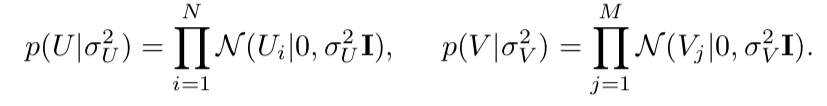 p(U|σ_U^2) = ∏_{i=1}^{N} 𝒩(U_i|0, σ_U^2 𝐈),   p(V|σ_V^2) = ∏_{j=1}^{M} 𝒩(V_j|0, σ_V^2 𝐈).